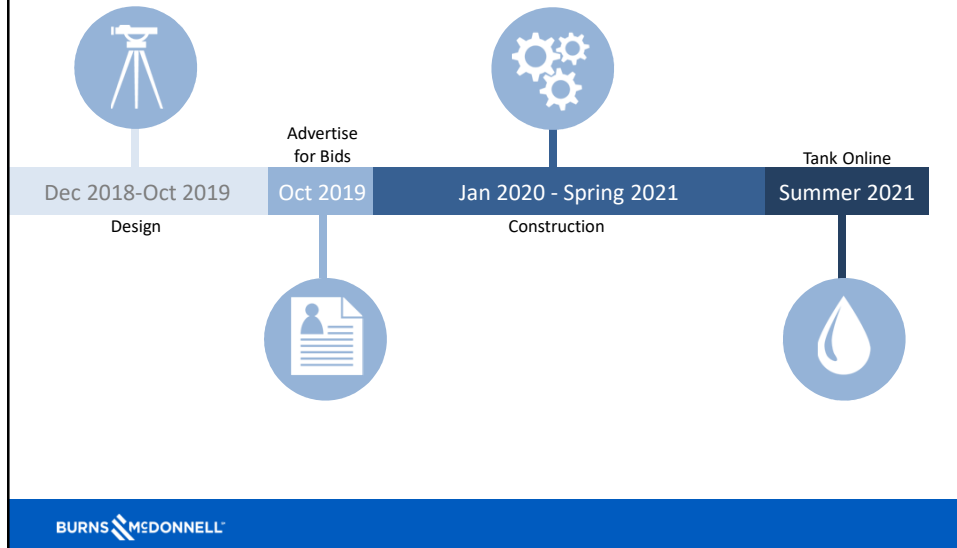 Advertise
for Bids
Tank Online
Dec 2018-Oct 2019
Oct 2019
Jan 2020 - Spring 2021
Summer 2021
Design
Construction
BURNS McDONNELL